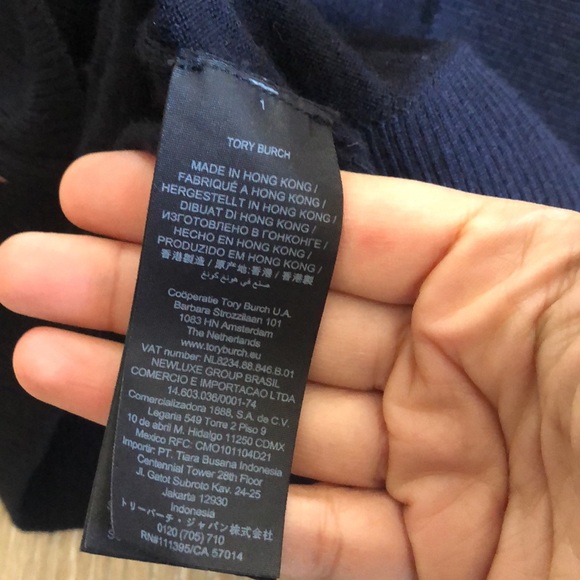 1
TORY BURCH
MADE IN HONG KONG /
FABRIQUÉ A HONG KONG /
HERGESTELLT IN HONG KONG /
DIBUAT DI HONG KONG /
ИЗГОТОВЛЕНО В ГОНКОНГЕ /
HECHO EN HONG KONG /
PRODUZIDO EM HONG KONG /
香港製造 / 原产地:香港 / 香港製
صنع في هونغ كونغ
Coöperatie Tory Burch U.A.
Barbara Strozzilaan 101
1083 HN Amsterdam
The Netherlands
www.toryburch.eu
VAT number: NL8234.88.846.B.01
NEWLUXE GROUP BRASIL
COMERCIO E IMPORTACAO LTDA
14.603.036/0001-74
Comercializadora 1888, S.A. de C.V.
Legaria 549 Torre 2 Piso 9
10 de abril M. Hidalgo 11250 CDMX
Mexico RFC: CMO101104D21
Importir: PT. Tiara Busana Indonesia
Centennial Tower 28th Floor
Jl. Gatot Subroto Kav. 24-25
Jakarta 12930
Indonesia
トリーバーチ・ジャパン株式会社
0120 (705) 710
RN#111395/CA 57014